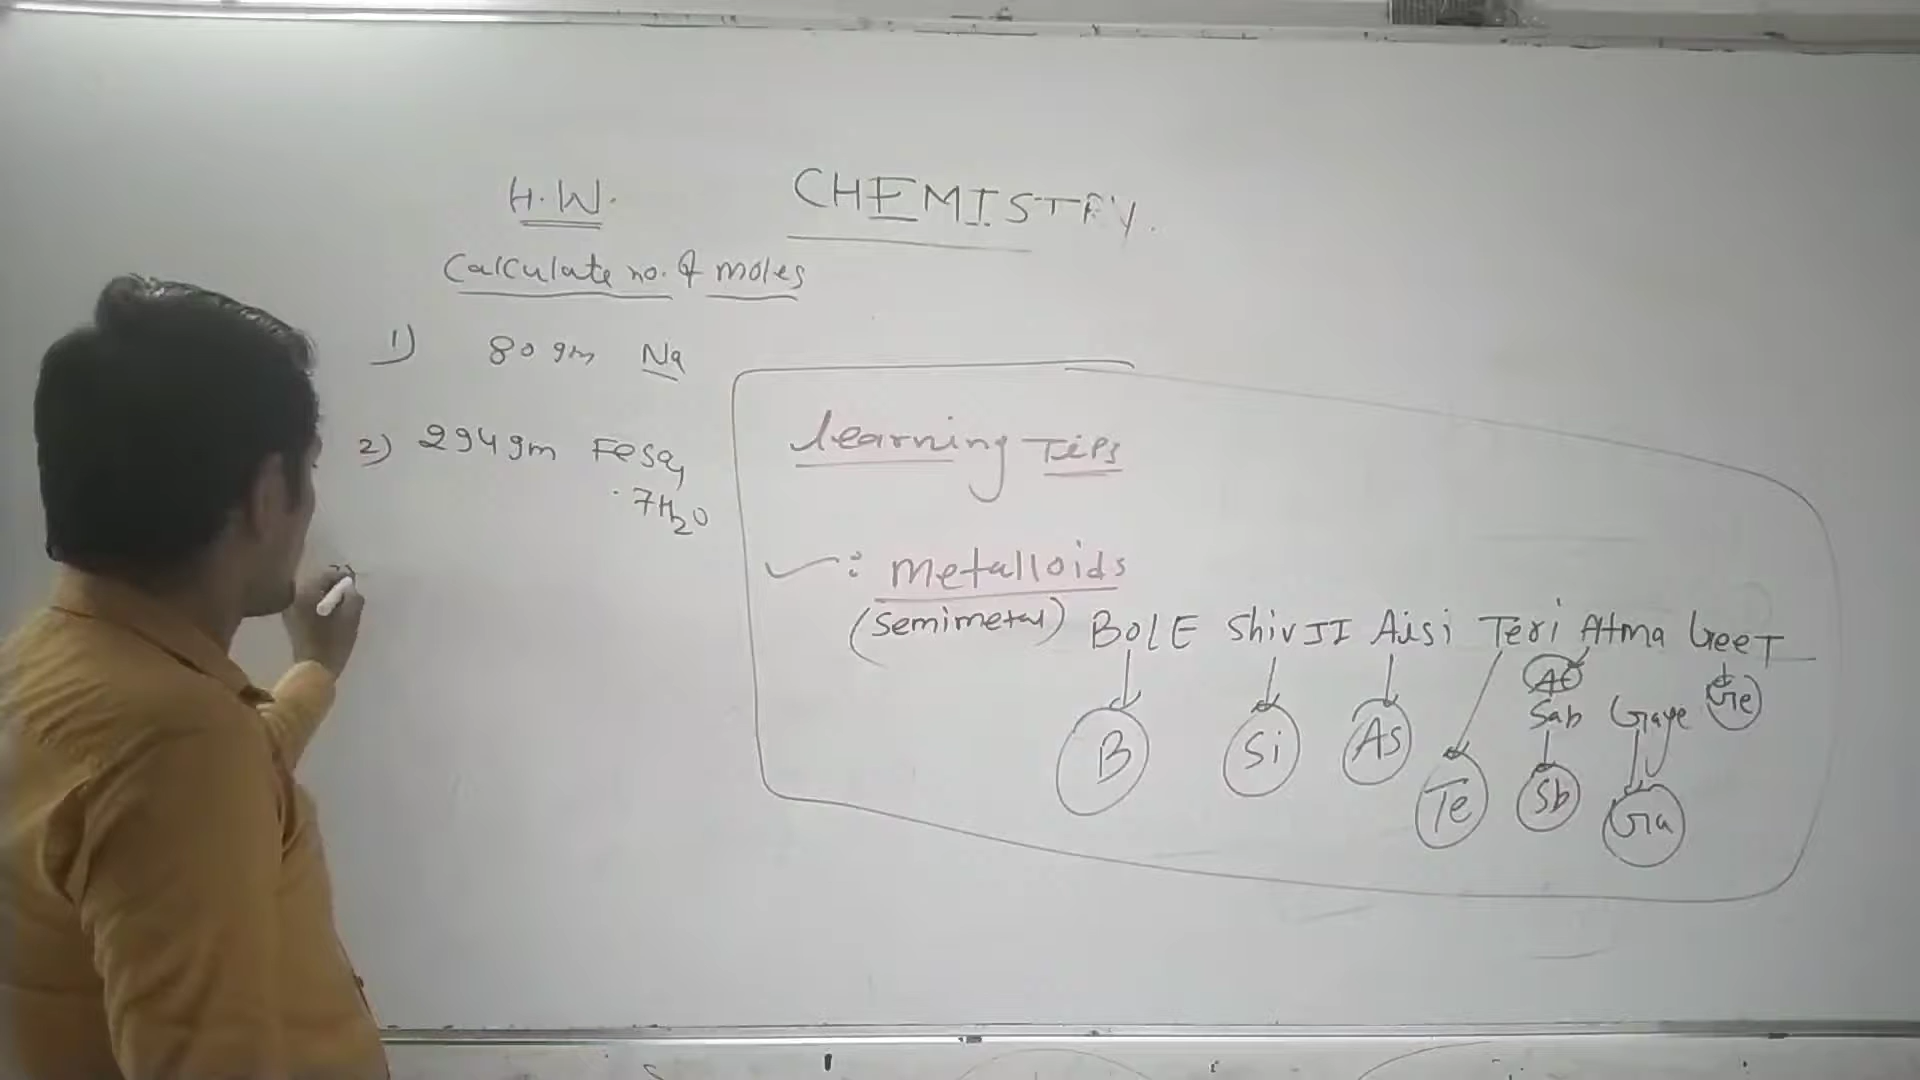 H.W.
CHEMISTRY.
Calculate no. of moles
1) 80 gm Na
2) 294 gm FeSO4
. 7H2O
Learning Tips
: Metalloids
(Semimetal) BolE ShivJI Aisi Teri Atma GeeT
At Ge
Sab Gaye
B Si As Te Sb Ga